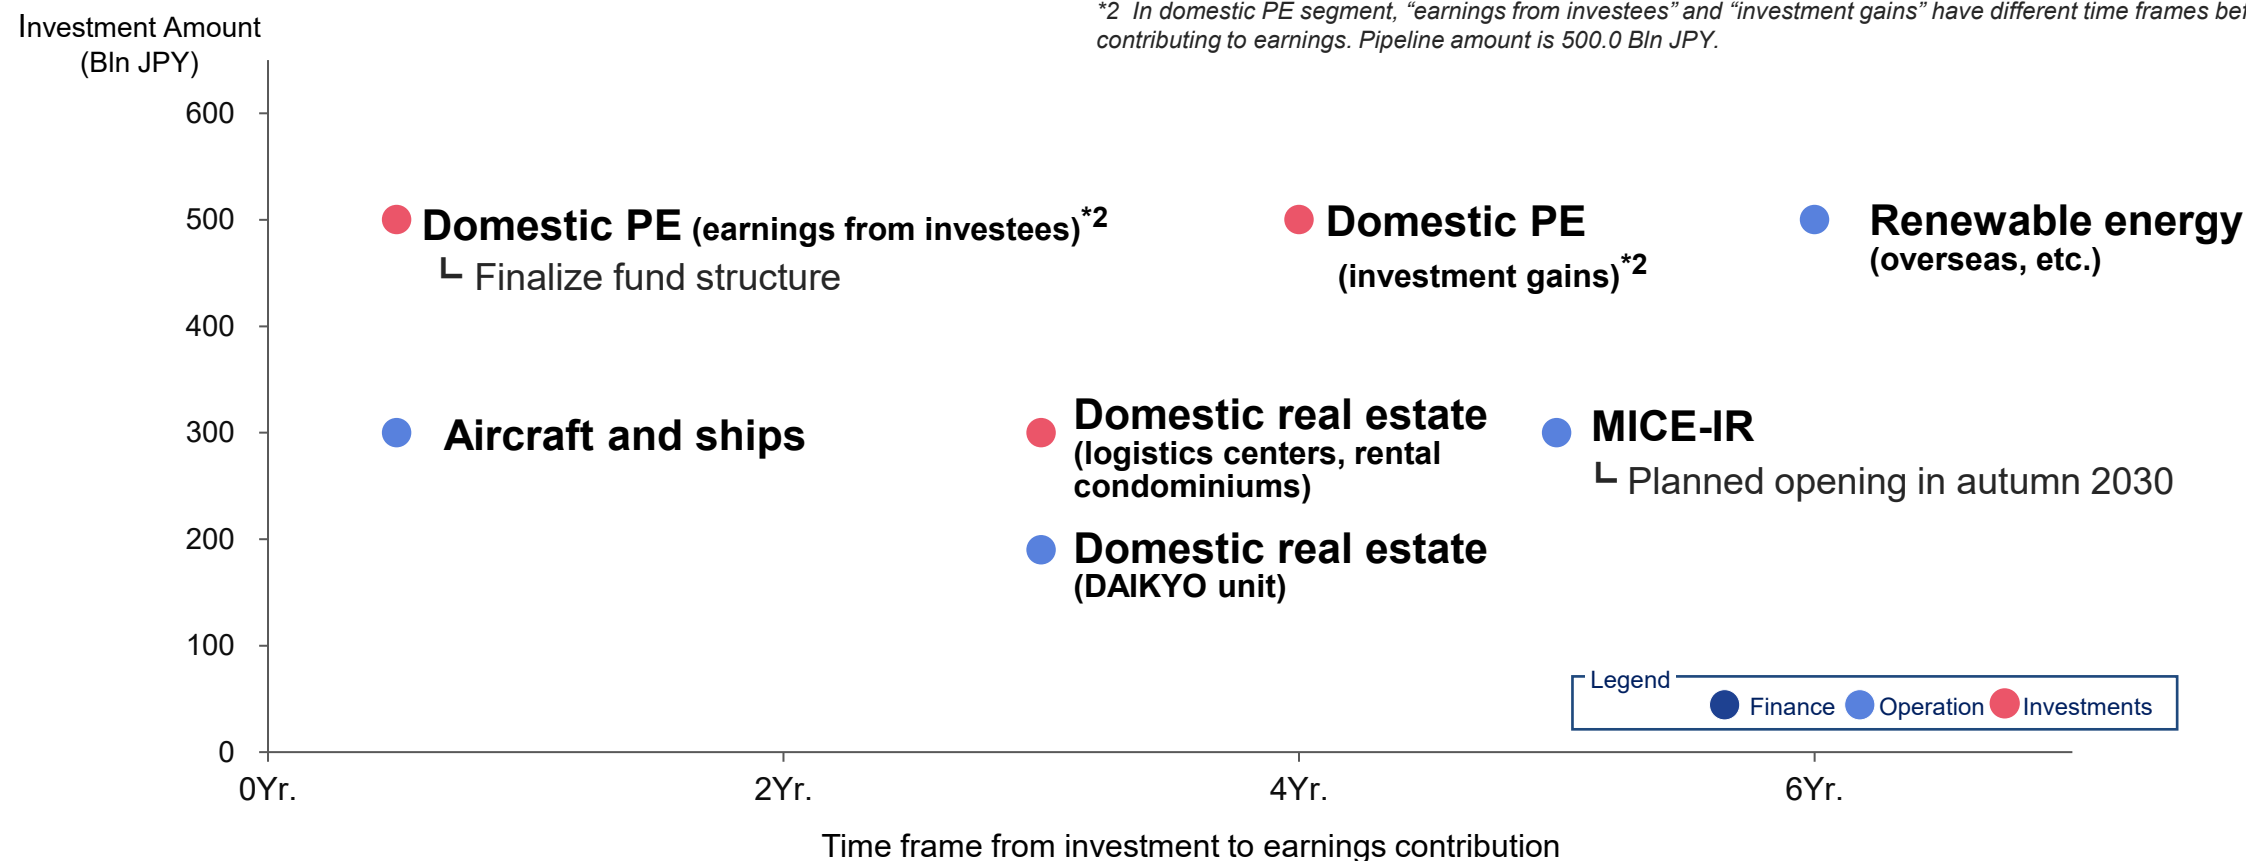 Investment Amount
(Bln JPY)
*2 In domestic PE segment, “earnings from investees” and “investment gains” have different time frames
contributing to earnings. Pipeline amount is 500.0 Bln JPY.
600
500
400
300
200
100
0
Domestic PE (earnings from investees)*2
Finalize fund structure
Domestic PE
(investment gains)*2
Renewable energy
(overseas, etc.)
Aircraft and ships
Domestic real estate
(logistics centers, rental
condominiums)
MICE-IR
Planned opening in autumn 2030
Domestic real estate
(DAIKYO unit)
Legend
Finance Operation Investments
0Yr. 2Yr. 4Yr. 6Yr.
Time frame from investment to earnings contribution